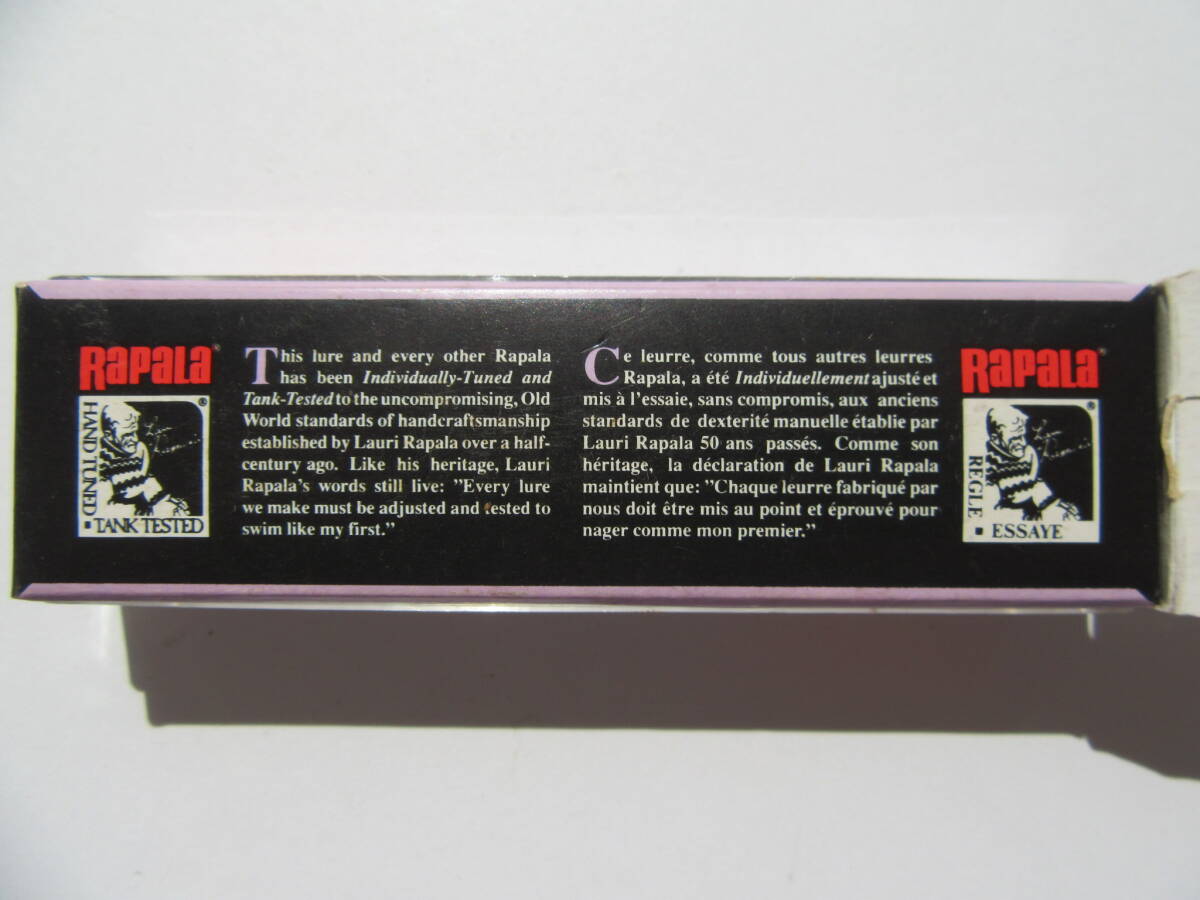 RAPALA®
HAND TUNED
▪ TANK TESTED
®
This lure and every other Rapala
has been Individually-Tuned and
Tank-Tested to the uncompromising, Old
World standards of handcraftsmanship
established by Lauri Rapala over a half-
century ago. Like his heritage, Lauri
Rapala's words still live: "Every lure
we make must be adjusted and tested to
swim like my first."
Ce leurre, comme tous autres leurres
Rapala, a été Individuellement ajusté et
mis à l'essaie, sans compromis, aux anciens
standards de dexterité manuelle établie par
Lauri Rapala 50 ans passés. Comme son
héritage, la déclaration de Lauri Rapala
maintient que: "Chaque leurre fabriqué par
nous doit être mis au point et éprouvé pour
nager comme mon premier."
RAPALA®
REGLE
▪ ESSAYE
®